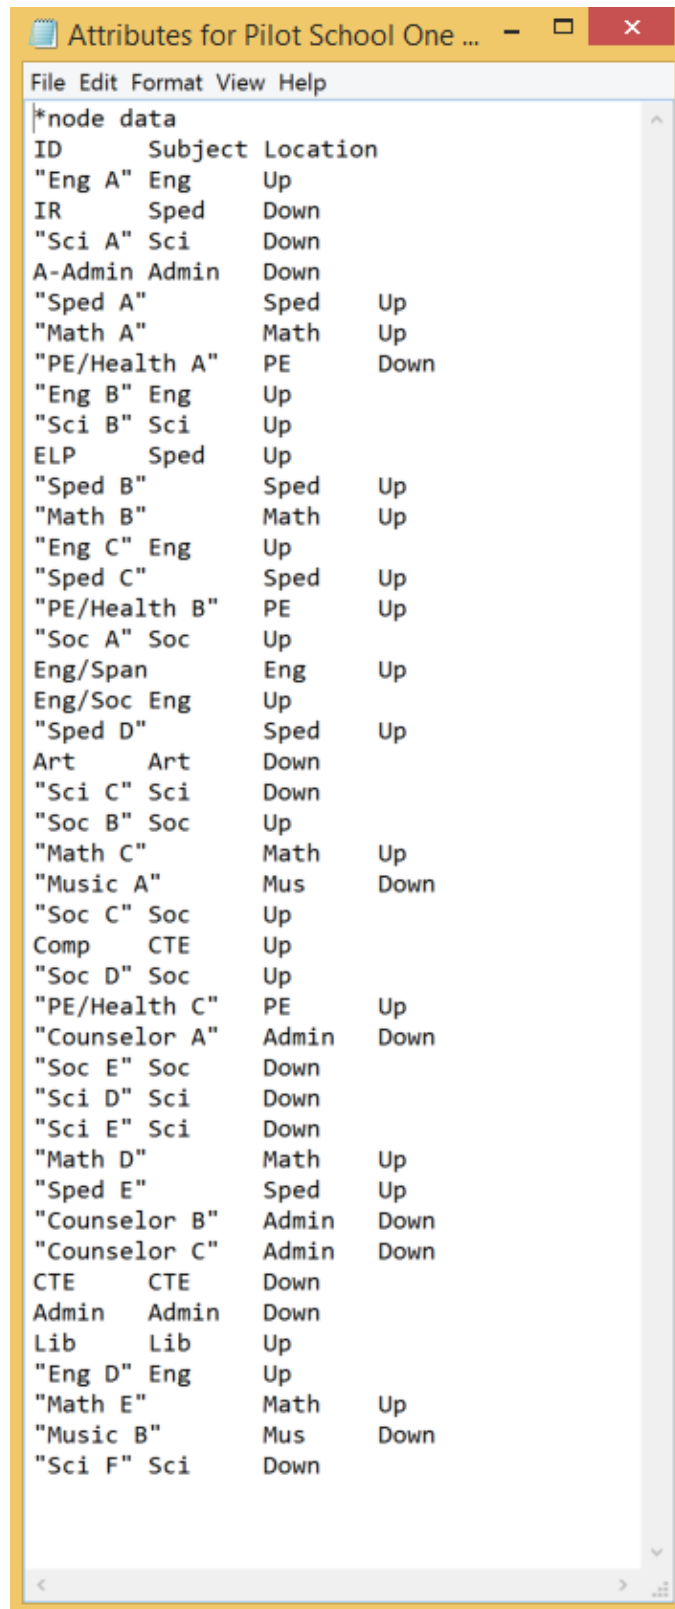 Attributes for Pilot School One ...
File Edit Format View Help
*node data
ID Subject Location
"Eng A" Eng Up
IR Sped Down
"Sci A" Sci Down
A-Admin Admin Down
"Sped A" Sped Up
"Math A" Math Up
"PE/Health A" PE Down
"Eng B" Eng Up
"Sci B" Sci Up
ELP Sped Up
"Sped B" Sped Up
"Math B" Math Up
"Eng C" Eng Up
"Sped C" Sped Up
"PE/Health B" PE Up
"Soc A" Soc Up
Eng/Span Eng Up
Eng/Soc Eng Up
"Sped D" Sped Up
Art Art Down
"Sci C" Sci Down
"Soc B" Soc Up
"Math C" Math Up
"Music A" Mus Down
"Soc C" Soc Up
Comp CTE Up
"Soc D" Soc Up
"PE/Health C" PE Up
"Counselor A" Admin Down
"Soc E" Soc Down
"Sci D" Sci Down
"Sci E" Sci Down
"Math D" Math Up
"Sped E" Sped Up
"Counselor B" Admin Down
"Counselor C" Admin Down
CTE CTE Down
Admin Admin Down
Lib Lib Up
"Eng D" Eng Up
"Math E" Math Up
"Music B" Mus Down
"Sci F" Sci Down